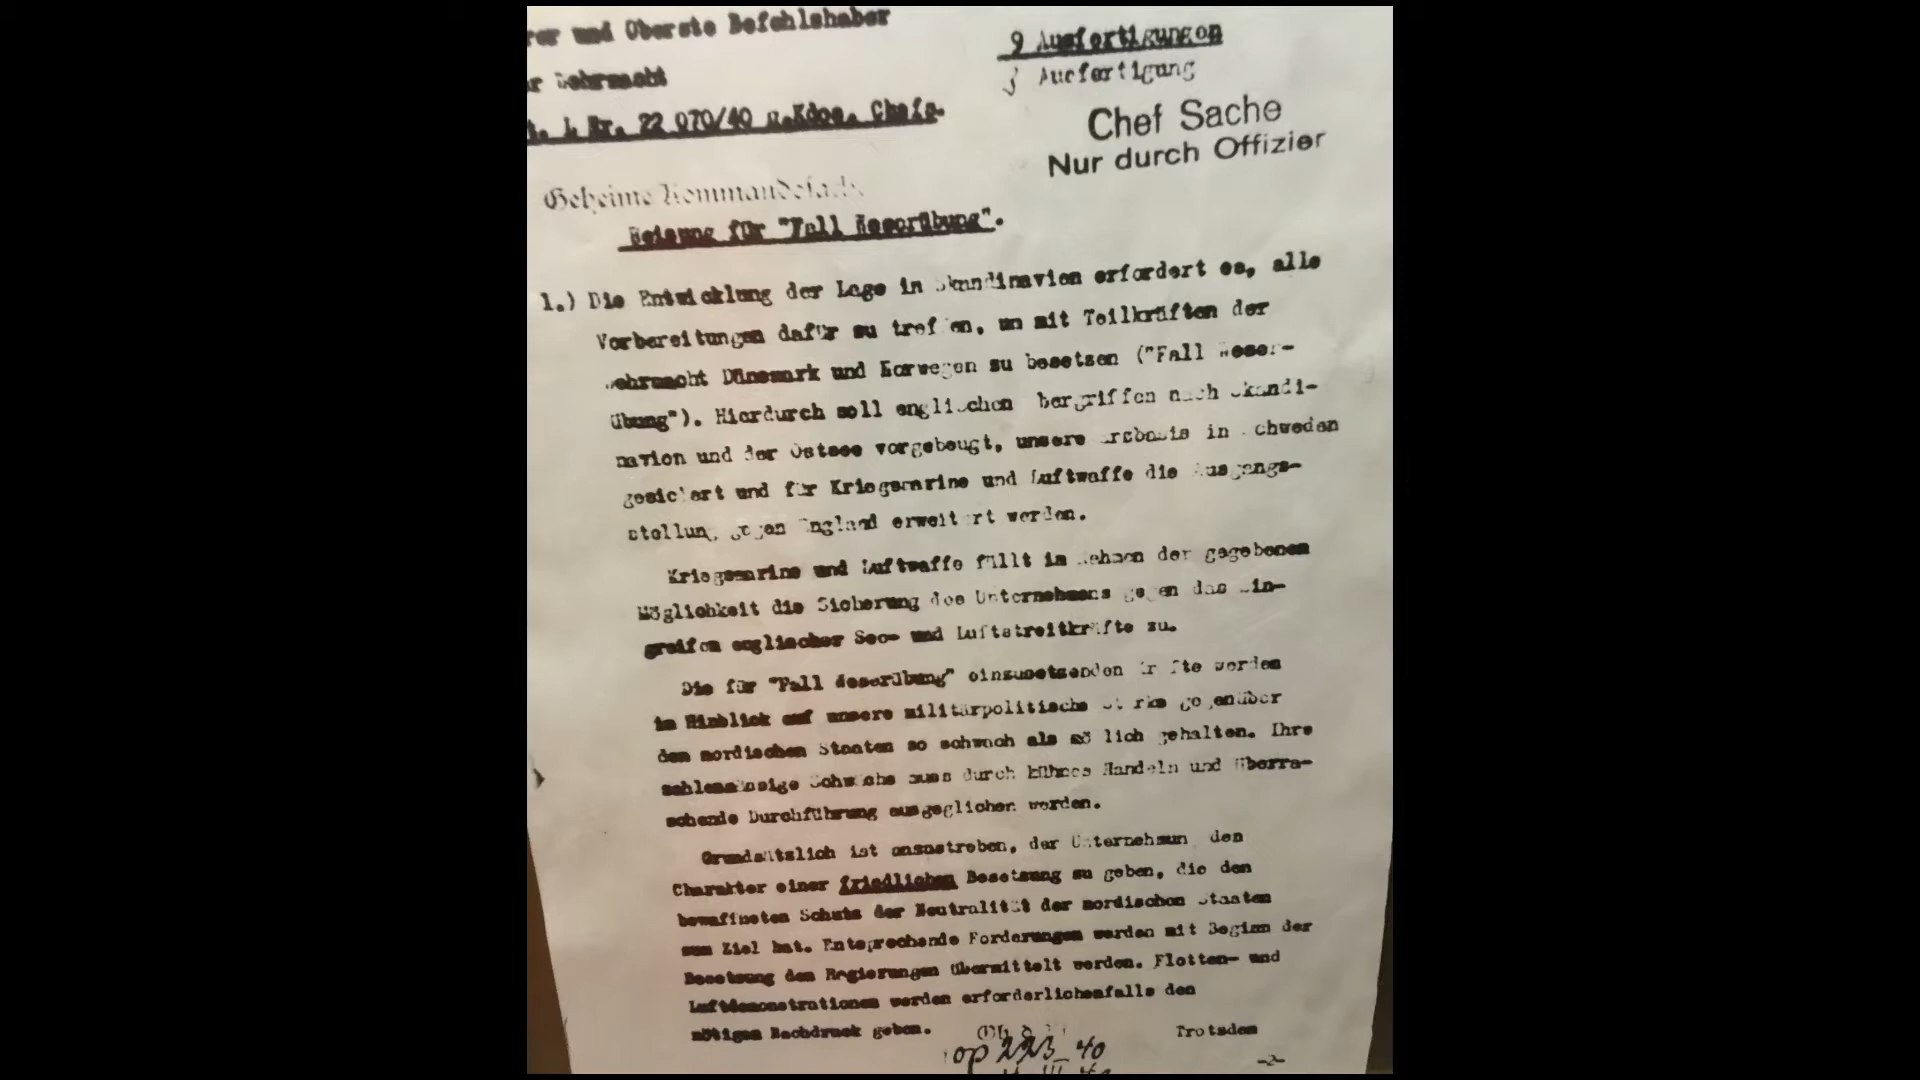 rer und Oberste Befehlshaber
r Wehrmacht
t. L Nr. 22 070/40 g.Kdos. Chefs.
9 Ausfertigungen
3 Ausfertigung
Chef Sache
Nur durch Offizier
Geheime Kommandosache
Weisung für "Fall Weserübung".
1.) Die Entwicklung der Lage in Skandinavien erfordert es, alle
Vorbereitungen dafür zu treffen, um mit Teilkräften der
Wehrmacht Dänemark und Norwegen zu besetzen ("Fall Weser-
übung"). Hierdurch soll englischen Übergriffen nach Skandi-
navien und der Ostsee vorgebeugt, unsere Erzbasis in Schweden
gesichert und für Kriegsmarine und Luftwaffe die Ausgangs-
stellung gegen England erweitert werden.
Kriegsmarine und Luftwaffe fällt im Rahmen der gegebenen
Möglichkeit die Sicherung des Unternehmens gegen das Ein-
greifen englischer See- und Luftstreitkräfte zu.
Die für "Fall Weserübung" einzusetzenden Kräfte werden
im Hinblick auf unsere militärpolitische Stärke gegenüber
den nordischen Staaten so schwach als möglich gehalten. Ihre
zahlenmässige Schwäche muss durch kühnes Handeln und überra-
schende Durchführung ausgeglichen werden.
Grundsätzlich ist anzustreben, der Unternehmung den
Charakter einer friedlichen Besetzung zu geben, die den
bewaffneten Schutz der Neutralität der nordischen Staaten
zum Ziel hat. Entsprechende Forderungen werden mit Beginn der
Besetzung den Regierungen übermittelt werden. Flotten- und
Luftdemonstrationen werden erforderlichenfalls den
nötigen Nachdruck geben.
Trotzdem
op 223 40
-2-